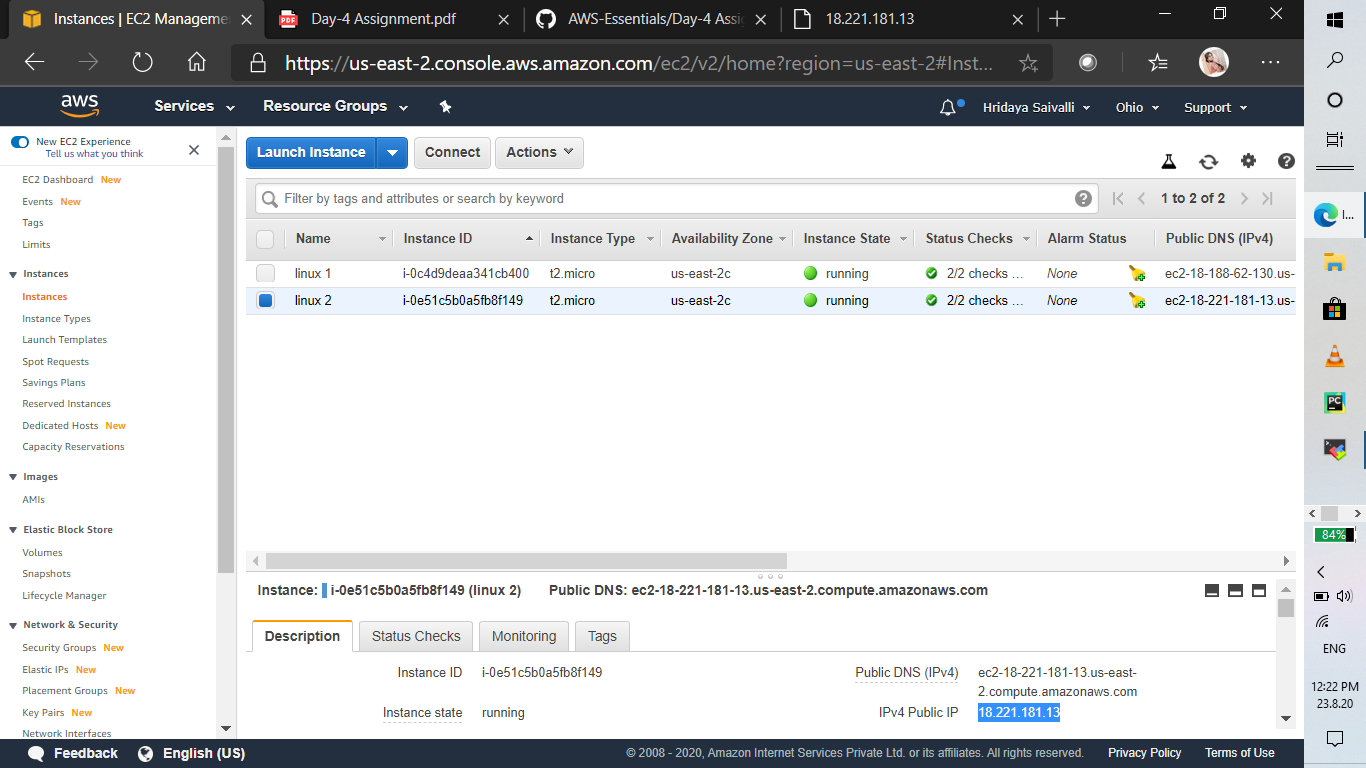 Instances | EC2 Manageme
Day-4 Assignment.pdf
AWS-Essentials/Day-4 Assi
18.221.181.13
https://us-east-2.console.aws.amazon.com/ec2/v2/home?region=us-east-2#Inst...
aws
Services
Resource Groups
Hridaya Saivalli
Ohio
Support
New EC2 Experience
Tell us what you think
EC2 Dashboard New
Events New
Tags
Limits
Instances
Instances
Instance Types
Launch Templates
Spot Requests
Savings Plans
Reserved Instances
Dedicated Hosts New
Capacity Reservations
Images
AMIs
Elastic Block Store
Volumes
Snapshots
Lifecycle Manager
Network & Security
Security Groups New
Elastic IPs New
Placement Groups New
Key Pairs New
Network Interfaces
Launch Instance
Connect
Actions
Filter by tags and attributes or search by keyword
1 to 2 of 2
Name Instance ID Instance Type Availability Zone Instance State Status Checks Alarm Status Public DNS (IPv4)
linux 1 i-0c4d9deaa341cb400 t2.micro us-east-2c running 2/2 checks ... None ec2-18-188-62-130.us-
linux 2 i-0e51c5b0a5fb8f149 t2.micro us-east-2c running 2/2 checks ... None ec2-18-221-181-13.us-
Instance: i-0e51c5b0a5fb8f149 (linux 2) Public DNS: ec2-18-221-181-13.us-east-2.compute.amazonaws.com
Description
Status Checks
Monitoring
Tags
Instance ID i-0e51c5b0a5fb8f149
Public DNS (IPv4) ec2-18-221-181-13.us-east-
2.compute.amazonaws.com
Instance state running
IPv4 Public IP 18.221.181.13
Feedback
English (US)
© 2008 - 2020, Amazon Internet Services Private Ltd. or its affiliates. All rights reserved.
Privacy Policy
Terms of Use
I...
PC
84%
ENG
12:22 PM
23.8.20